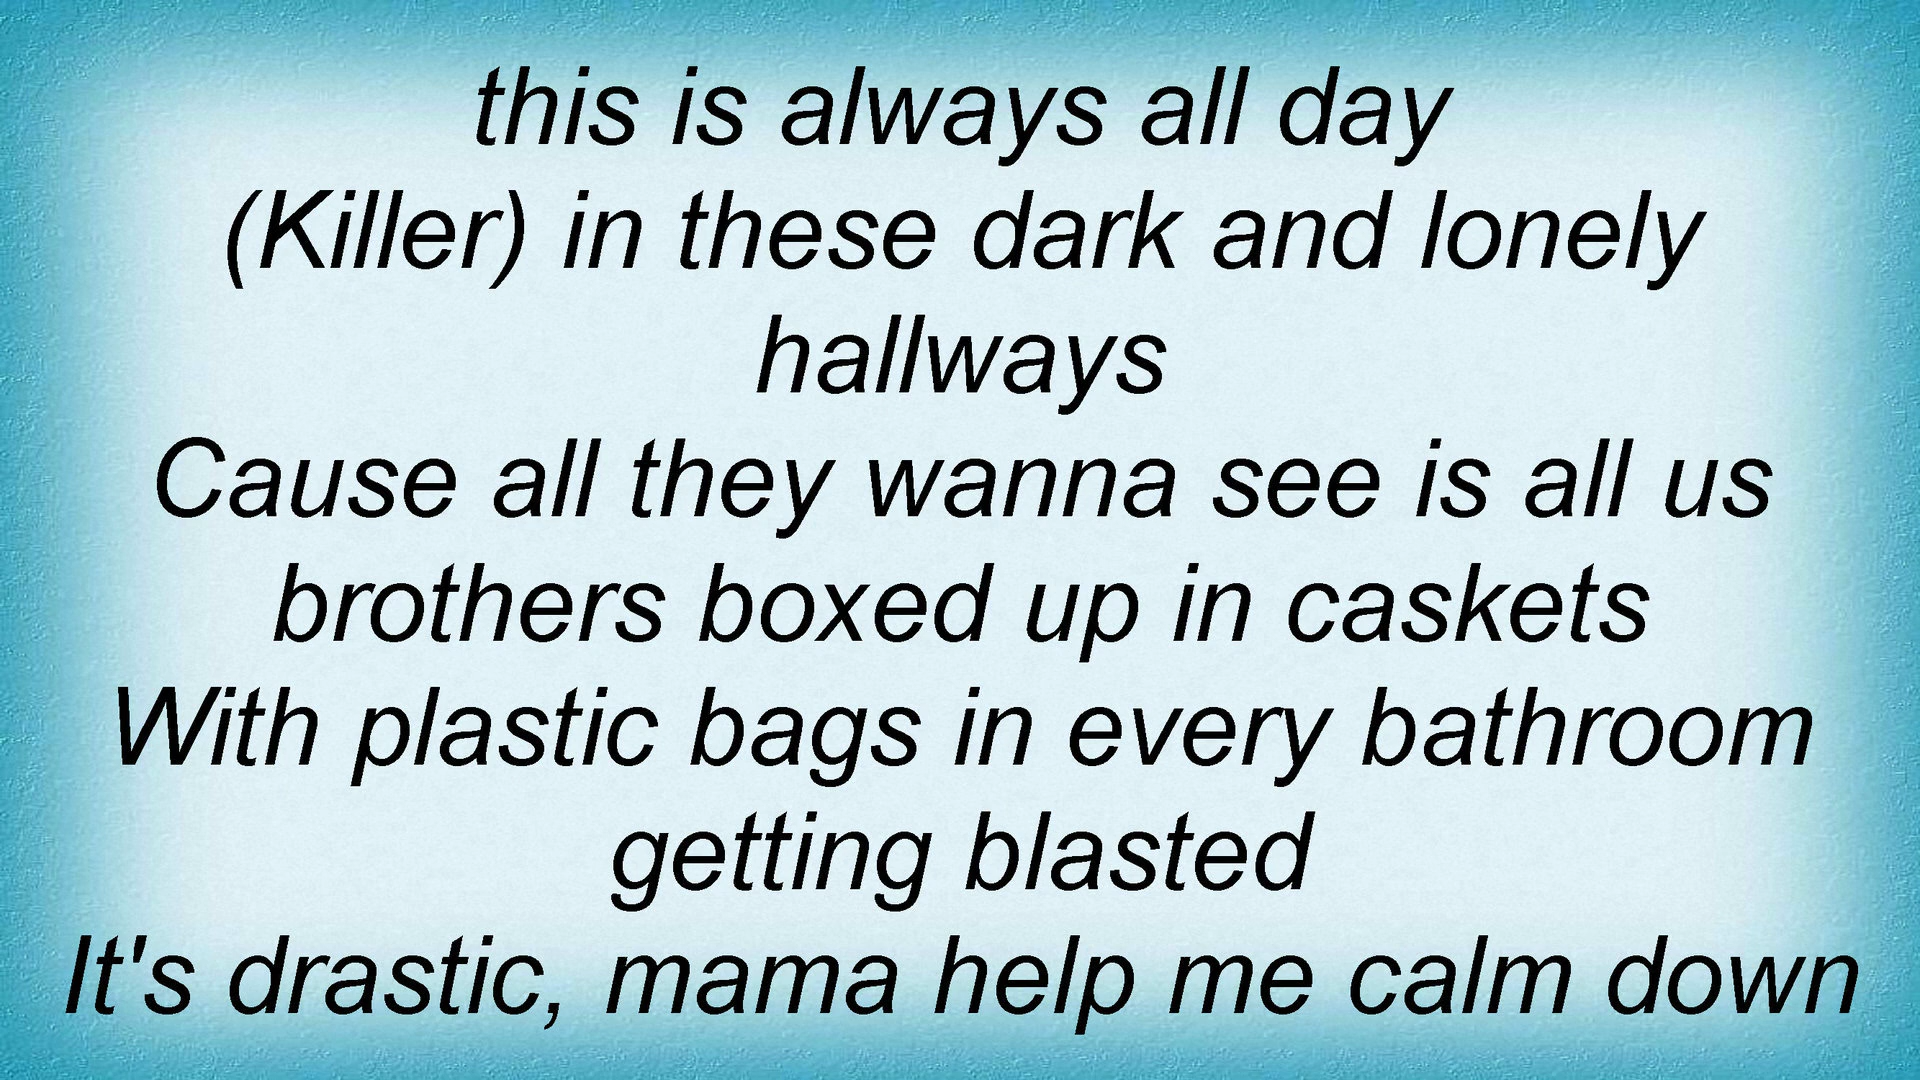 this is always all day
(Killer) in these dark and lonely
hallways
Cause all they wanna see is all us
brothers boxed up in caskets
With plastic bags in every bathroom
getting blasted
It's drastic, mama help me calm down